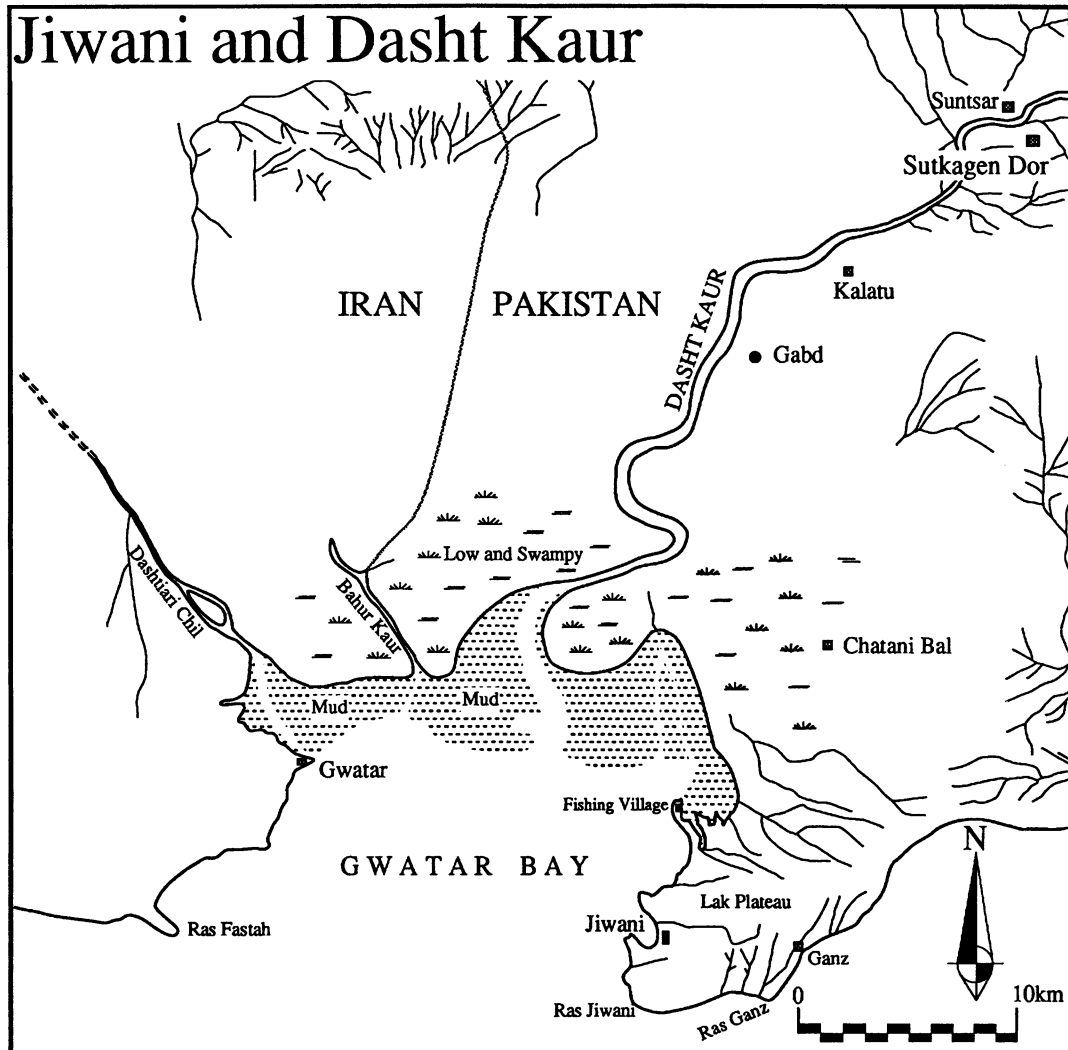 Jiwani and Dasht Kaur
Suntsar
Sutkagen Dor
Kalatu
IRAN
PAKISTAN
DASHT KAUR
Gabd
Low and Swampy
Dashtiari Chil
Bahur Kaur
Chatani Bal
Mud
Mud
Gwatar
Fishing Village
GWATAR BAY
N
Lak Plateau
Ras Fastah
Jiwani
Ganz
Ras Jiwani
Ras Ganz
0
10km